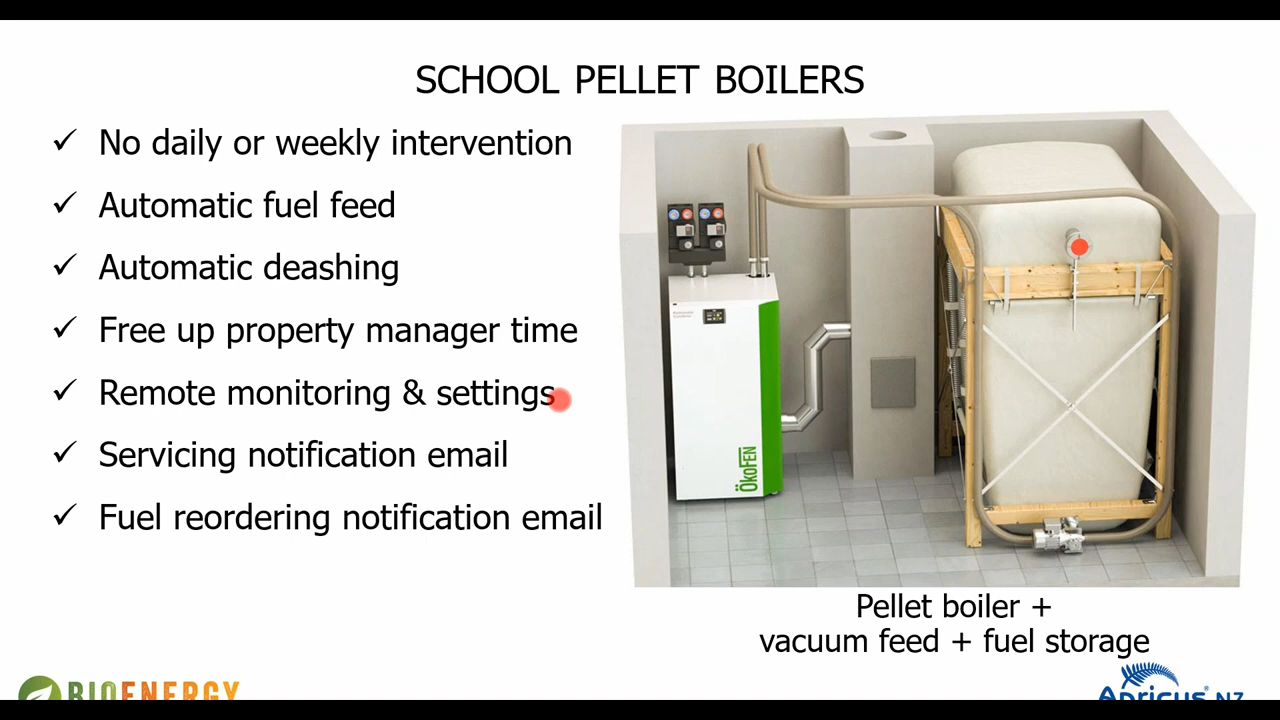 SCHOOL PELLET BOILERS
✓ No daily or weekly intervention
✓ Automatic fuel feed
✓ Automatic deashing
✓ Free up property manager time
✓ Remote monitoring & settings
✓ Servicing notification email
✓ Fuel reordering notification email
ÖkoFEN
Pellet boiler +
vacuum feed + fuel storage
BIOENERGY
Apricus NZ